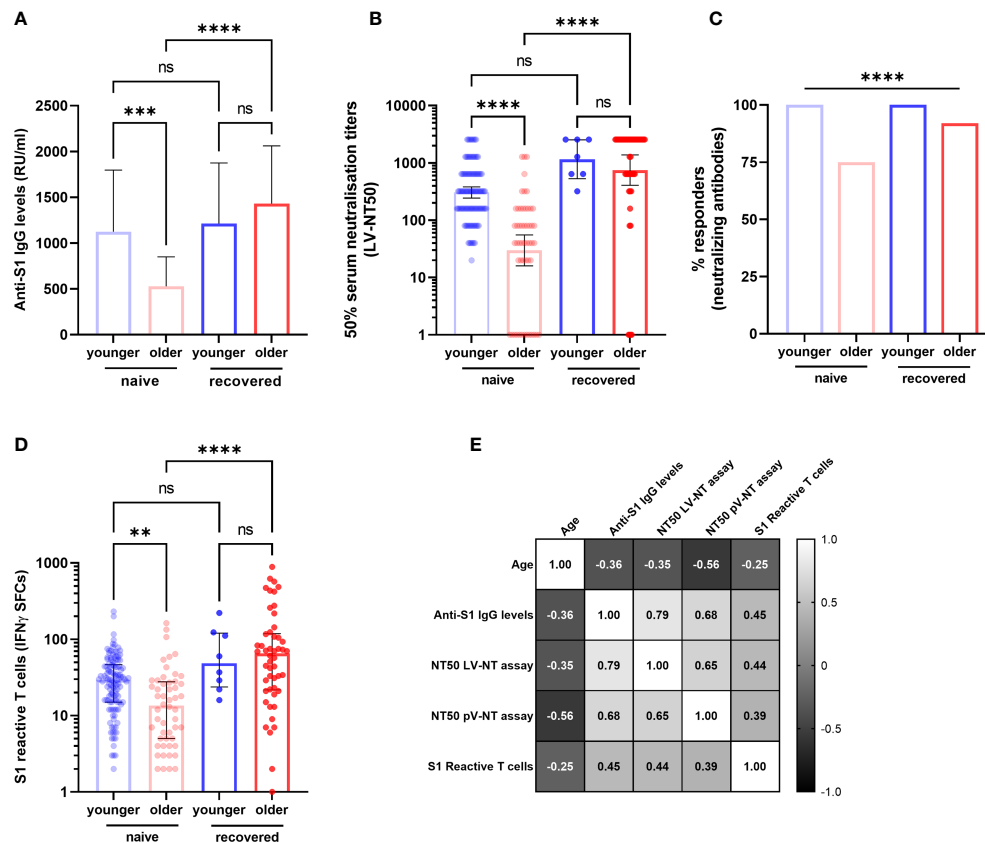 A
Anti-S1 IgG levels (RU/ml)
2500
2000
1500
1000
500
0
****
ns
***
ns
younger older younger older
naive recovered
B
50% serum neutralisation titers
(LV-NT50)
10000
1000
100
10
1
****
ns
****
ns
younger older younger older
naive recovered
C
% responders
(neutralizing antibodies)
100
75
50
25
0
****
younger older younger older
naive recovered
D
S1 reactive T cells (IFNγ SFCs)
1000
100
10
1
****
ns
**
ns
younger older younger older
naive recovered
E
Age
Anti-S1 IgG levels
NT50 LV-NT assay
NT50 pV-NT assay
S1 Reactive T cells
Age 1.00 -0.36 -0.35 -0.56 -0.25
Anti-S1 IgG levels -0.36 1.00 0.79 0.68 0.45
NT50 LV-NT assay -0.35 0.79 1.00 0.65 0.44
NT50 pV-NT assay -0.56 0.68 0.65 1.00 0.39
S1 Reactive T cells -0.25 0.45 0.44 0.39 1.00
1.0
0.5
0
-0.5
-1.0